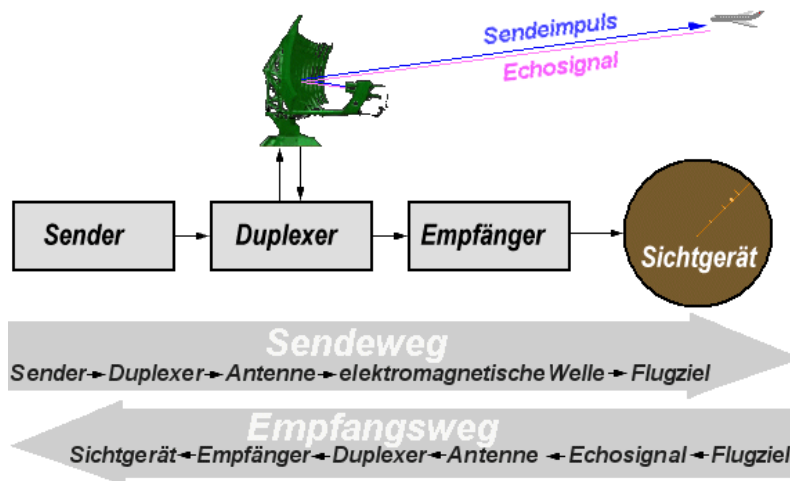 Sendeimpuls
Echosignal
Sender
Duplexer
Empfänger
Sichtgerät
Sendeweg
Sender Duplexer Antenne elektromagnetische Welle Flugziel
Empfangsweg
Sichtgerät Empfänger Duplexer Antenne Echosignal Flugziel